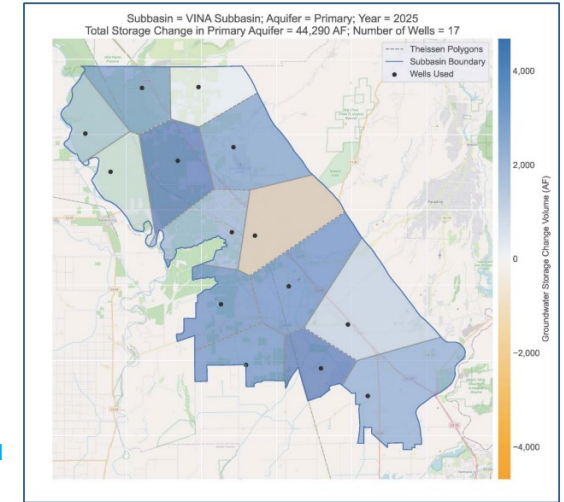 Subbasin = VINA Subbasin; Aquifer = Primary; Year = 2025
Total Storage Change in Primary Aquifer = 44,290 AF; Number of Wells = 17
Theissen Polygons
Subbasin Boundary
Wells Used
4,000
2,000
0
−2,000
−4,000
Groundwater Storage Change Volume (AF)